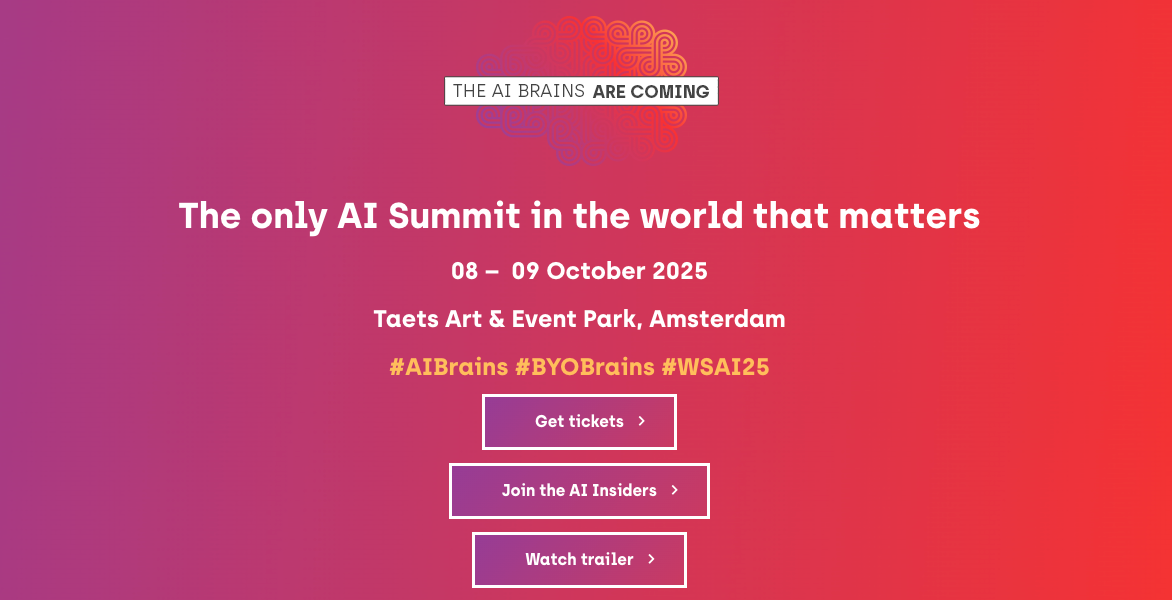 THE AI BRAINS ARE COMING
The only AI Summit in the world that matters
08 – 09 October 2025
Taets Art & Event Park, Amsterdam
#AIBrains #BYOBrains #WSAI25
Get tickets
Join the AI Insiders
Watch trailer